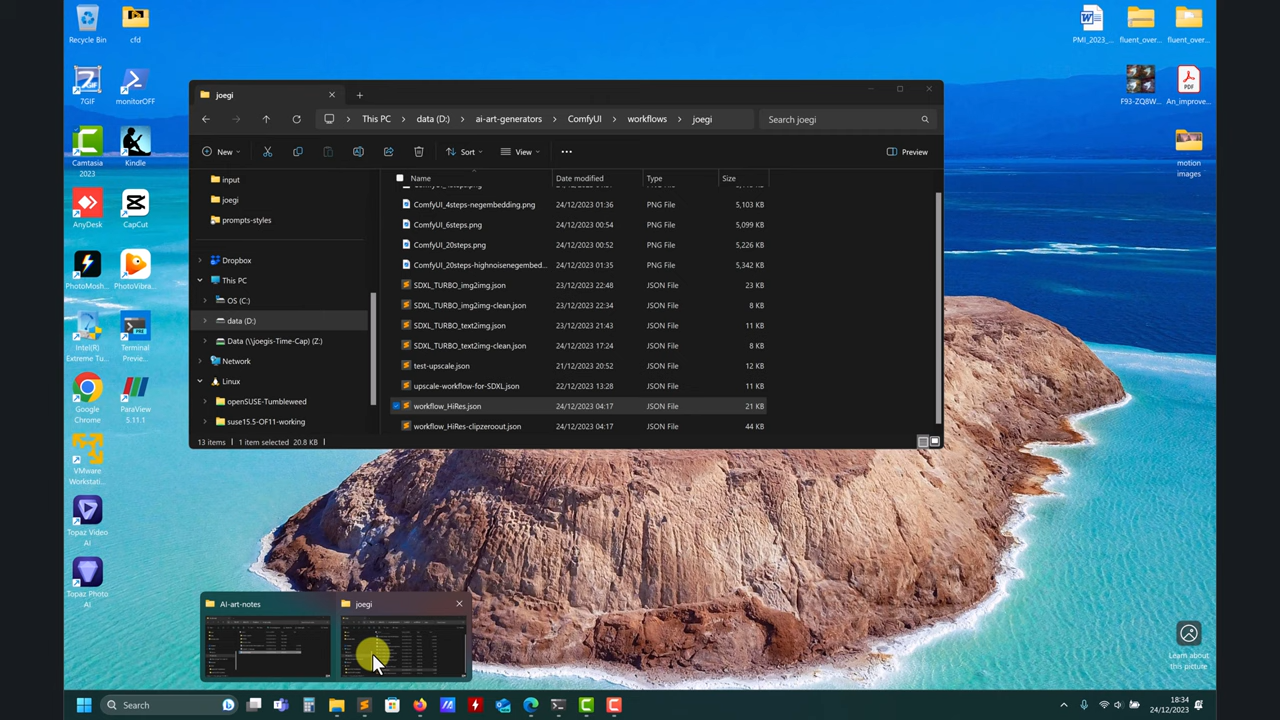 Recycle Bin
cfd
7GIF
monitorOFF
Camtasia
2023
Kindle
AnyDesk
CapCut
PhotoMosh...
PhotoVibra...
Intel(R)
Extreme Tu...
Terminal
Preview...
Google
Chrome
ParaView
5.11.1
VMware
Workstati...
Topaz Video
AI
Topaz Photo
AI
PMI_2023_...
fluent_over...
fluent_over...
F93-ZQ8W...
An_improve...
PDF
motion
images
joegi
This PC
data (D:)
ai-art-generators
ComfyUI
workflows
joegi
Search joegi
New
Sort
View
Preview
input
joegi
prompts-styles
Dropbox
This PC
OS (C:)
data (D:)
Data (\\joegis-Time-Cap) (Z:)
Network
Linux
openSUSE-Tumbleweed
suse15.5-OF11-working
Name Date modified Type Size
ComfyUI_4steps-negembedding.png 24/12/2023 01:36 PNG File 5,103 KB
ComfyUI_6steps.png 24/12/2023 00:54 PNG File 5,099 KB
ComfyUI_20steps.png 24/12/2023 00:52 PNG File 5,226 KB
ComfyUI_20steps-highnoisenegembed... 24/12/2023 01:35 PNG File 5,342 KB
SDXL_TURBO_img2img.json 23/12/2023 22:48 JSON File 23 KB
SDXL_TURBO_img2img-clean.json 23/12/2023 22:34 JSON File 8 KB
SDXL_TURBO_text2img.json 23/12/2023 21:43 JSON File 11 KB
SDXL_TURBO_text2img-clean.json 24/12/2023 17:24 JSON File 8 KB
test-upscale.json 21/12/2023 20:52 JSON File 12 KB
upscale-workflow-for-SDXL.json 22/12/2023 13:28 JSON File 11 KB
workflow_HiRes.json 24/12/2023 04:17 JSON File 21 KB
workflow_HiRes-clipzeroout.json 24/12/2023 04:17 JSON File 44 KB
13 items 1 item selected 20.8 KB
AI-art-notes
joegi
Learn about
this picture
Search
18:34
24/12/2023